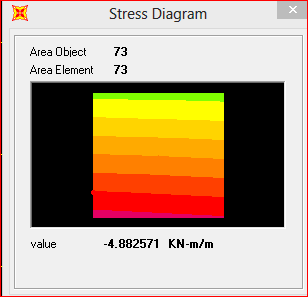 Stress Diagram
Area Object 73
Area Element 73
value -4.882571 KN-m/m